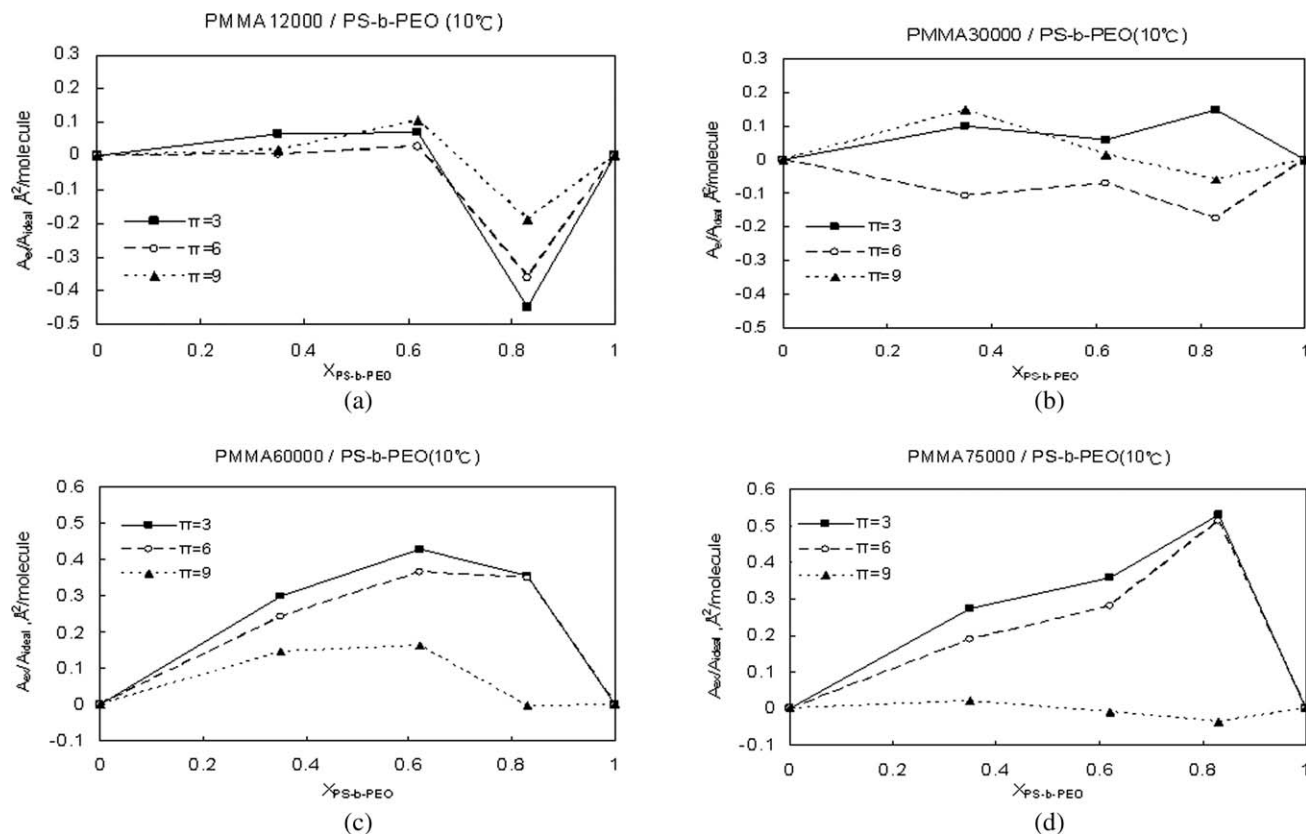 PMMA12000 / PS-b-PEO (10℃)
0.3
0.2
0.1
0
-0.1
-0.2
-0.3
-0.4
-0.5
Aex/Aideal Å²/molecule
π=3
π=6
π=9
0 0.2 0.4 0.6 0.8 1
XPS-b-PEO
(a)
PMMA30000 / PS-b-PEO(10℃)
0.3
0.2
0.1
0
-0.1
-0.2
-0.3
-0.4
-0.5
Aex/Aideal Å²/molecule
π=3
π=6
π=9
0 0.2 0.4 0.6 0.8 1
XPS-b-PEO
(b)
PMMA60000 / PS-b-PEO(10℃)
0.6
0.5
0.4
0.3
0.2
0.1
0
-0.1
Aex/Aideal ,Å²/molecule
π=3
π=6
π=9
0 0.2 0.4 0.6 0.8 1
XPS-b-PEO
(c)
PMMA75000 / PS-b-PEO(10℃)
0.6
0.5
0.4
0.3
0.2
0.1
0
-0.1
Aex/Aideal ,Å²/molecule
π=3
π=6
π=9
0 0.2 0.4 0.6 0.8 1
XPS-b-PEO
(d)